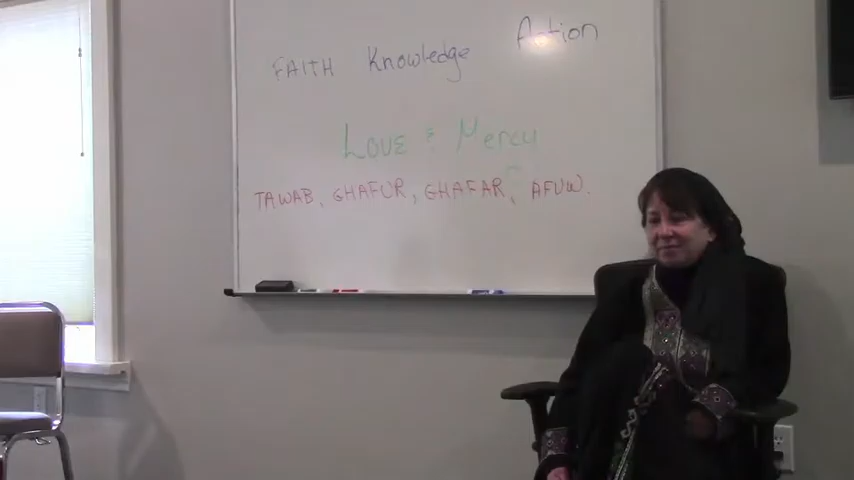 FAITH Knowledge Action
Love & Mercy
TAWAB, GHAFUR, GHAFAR, AFUW.